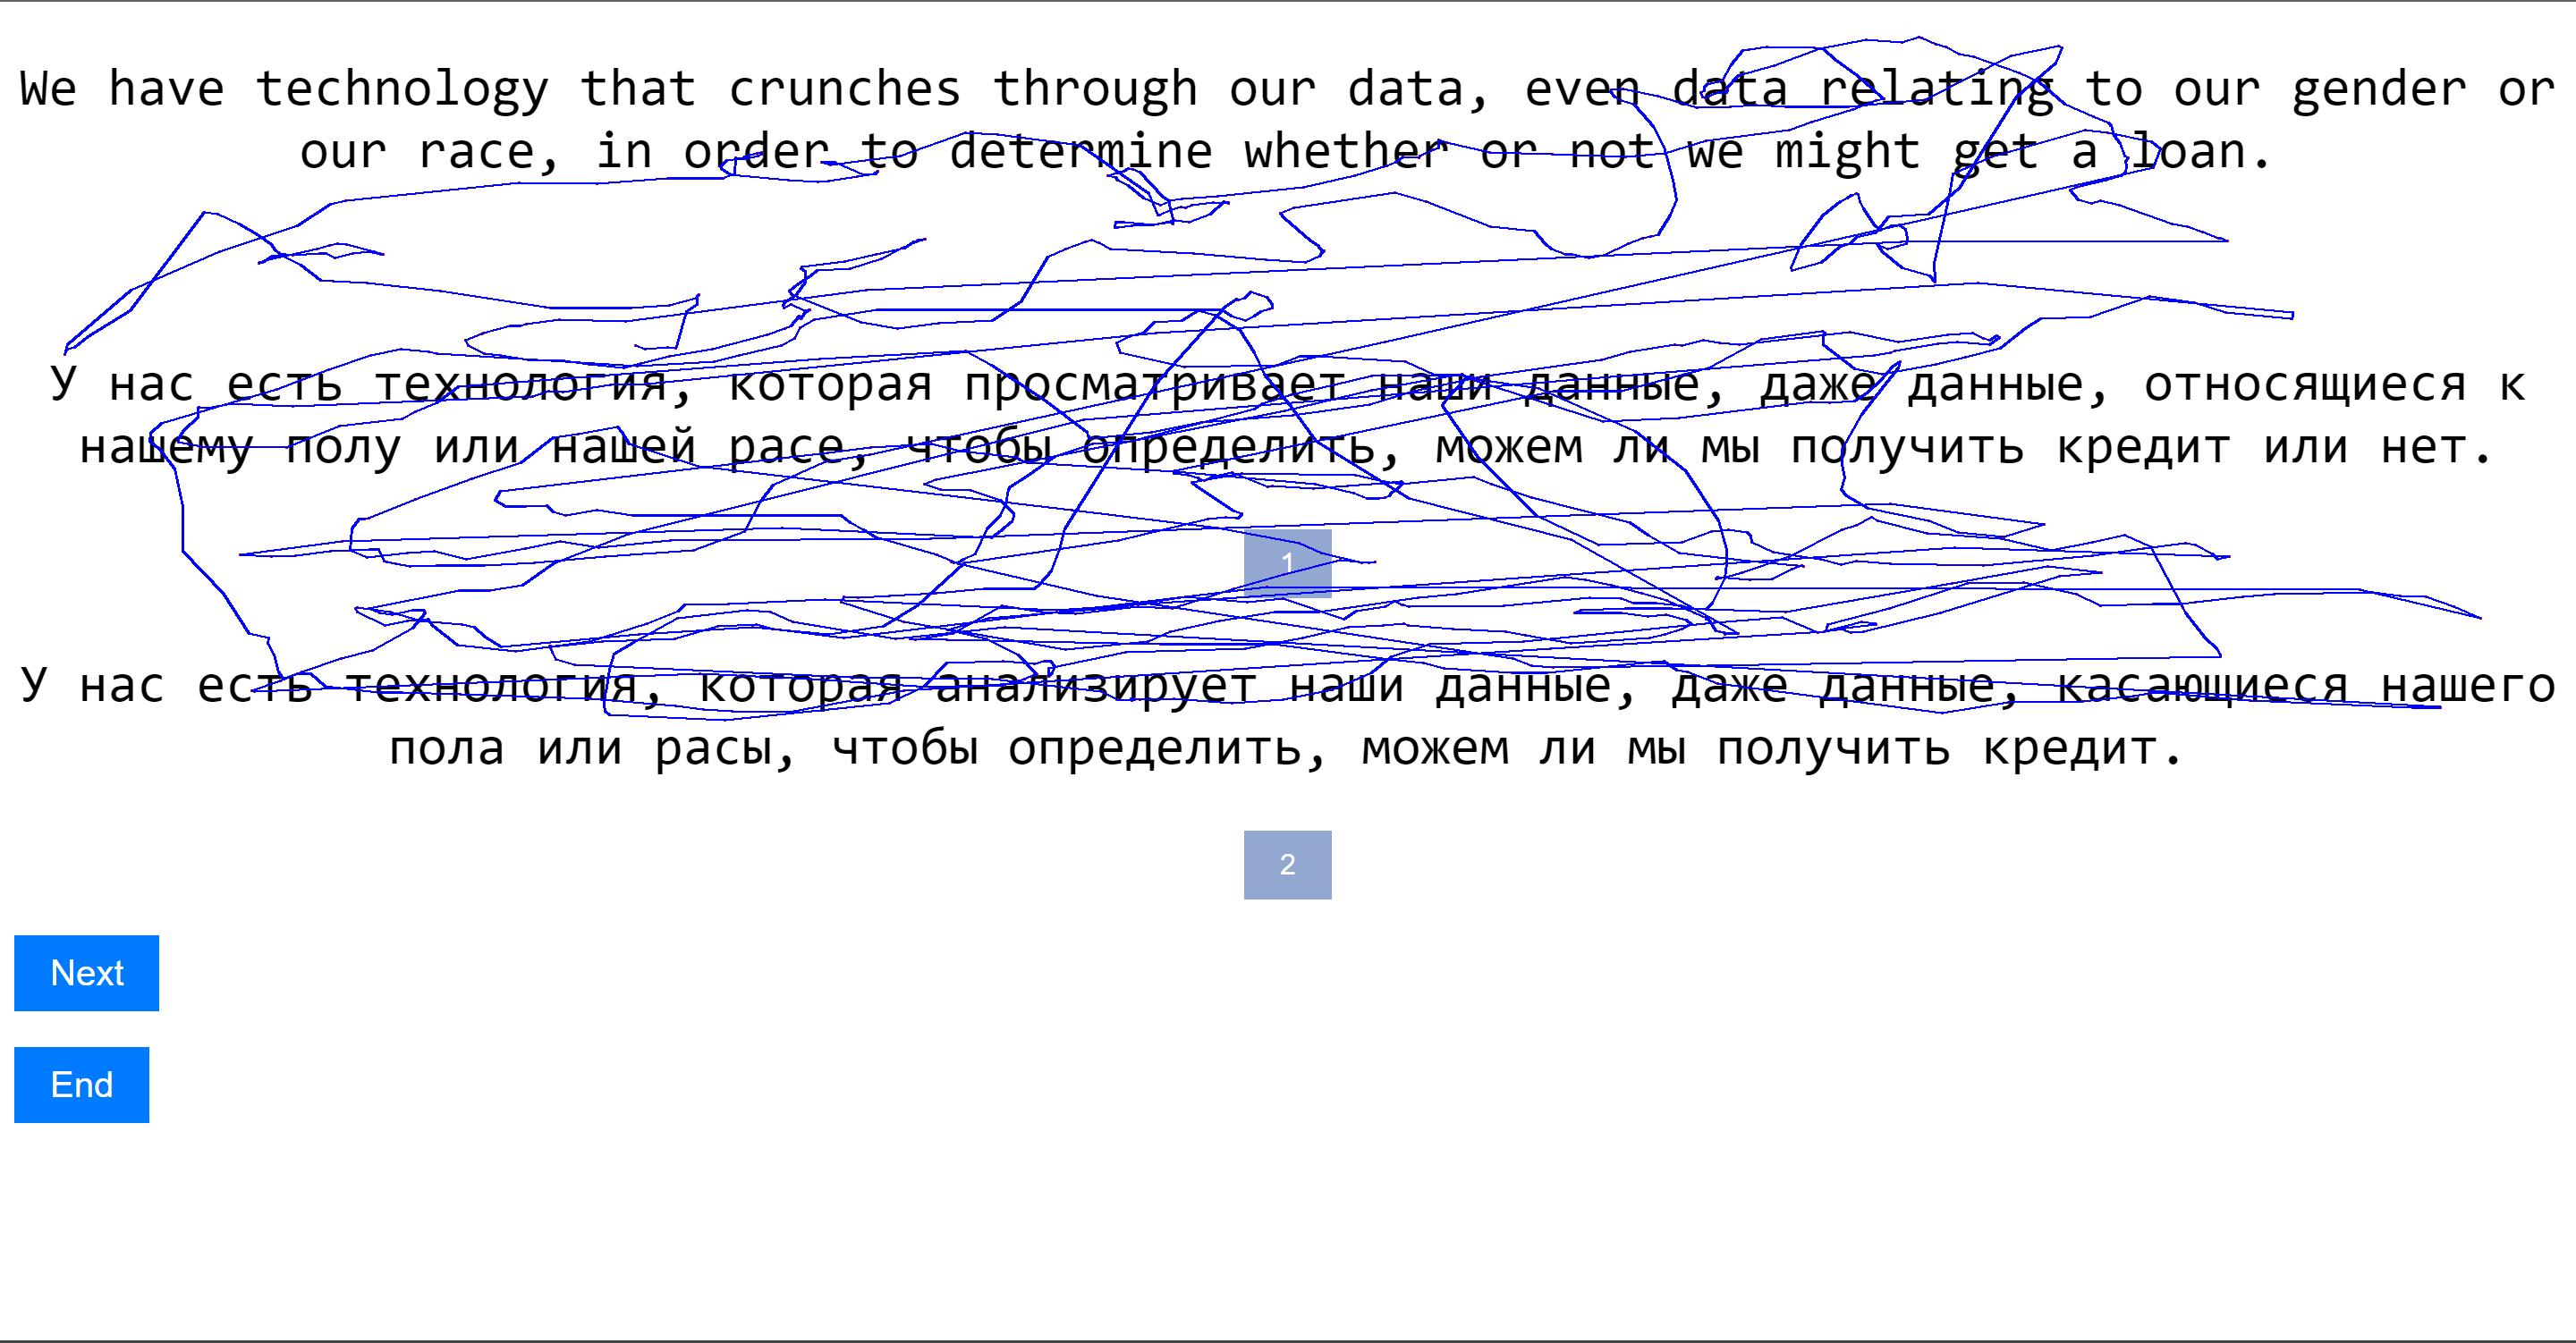 We have technology that crunches through our data, even data relating to our gender or
our race, in order to determine whether or not we might get a loan.
У нас есть технология, которая просматривает наши данные, даже данные, относящиеся к
нашему полу или нашей расе, чтобы определить, можем ли мы получить кредит или нет.
1
У нас есть технология, которая анализирует наши данные, даже данные, касающиеся нашего
пола или расы, чтобы определить, можем ли мы получить кредит.
2
Next
End